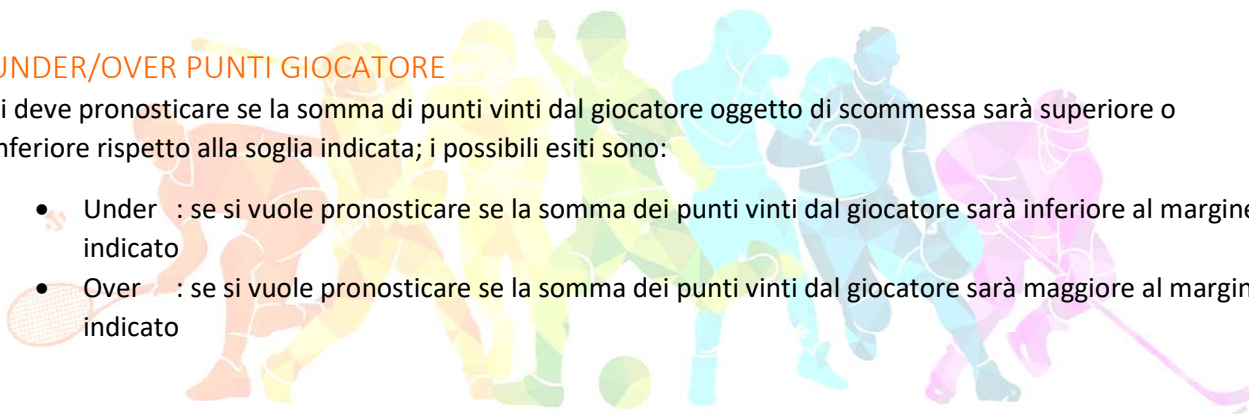 UNDER/OVER PUNTI GIOCATORE
i deve pronosticare se la somma di punti vinti dal giocatore oggetto di scommessa sarà superiore o
nferiore rispetto alla soglia indicata; i possibili esiti sono:
• Under : se si vuole pronosticare se la somma dei punti vinti dal giocatore sarà inferiore al margine
indicato
• Over : se si vuole pronosticare se la somma dei punti vinti dal giocatore sarà maggiore al margin
indicato